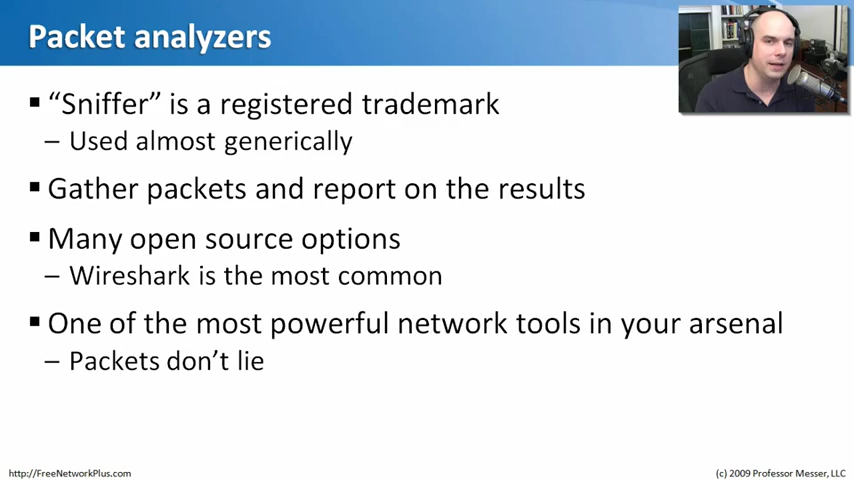 Packet analyzers
▪ “Sniffer” is a registered trademark
– Used almost generically
▪ Gather packets and report on the results
▪ Many open source options
– Wireshark is the most common
▪ One of the most powerful network tools in your arsenal
– Packets don’t lie
http://FreeNetworkPlus.com
(c) 2009 Professor Messer, LLC